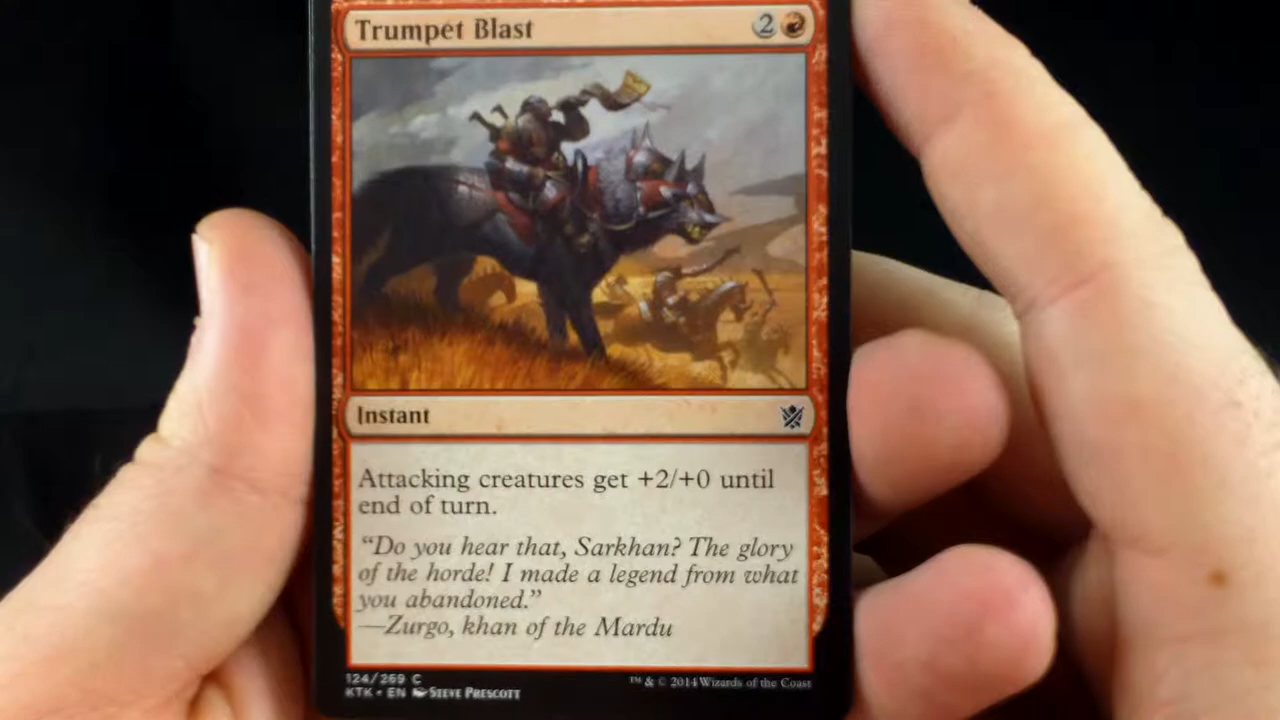 Trumpet Blast 2
Instant
Attacking creatures get +2/+0 until
end of turn.
"Do you hear that, Sarkhan? The glory
of the horde! I made a legend from what
you abandoned."
—Zurgo, khan of the Mardu
124/269 C
KTK • EN Steve Prescott
™ & © 2014 Wizards of the Coast